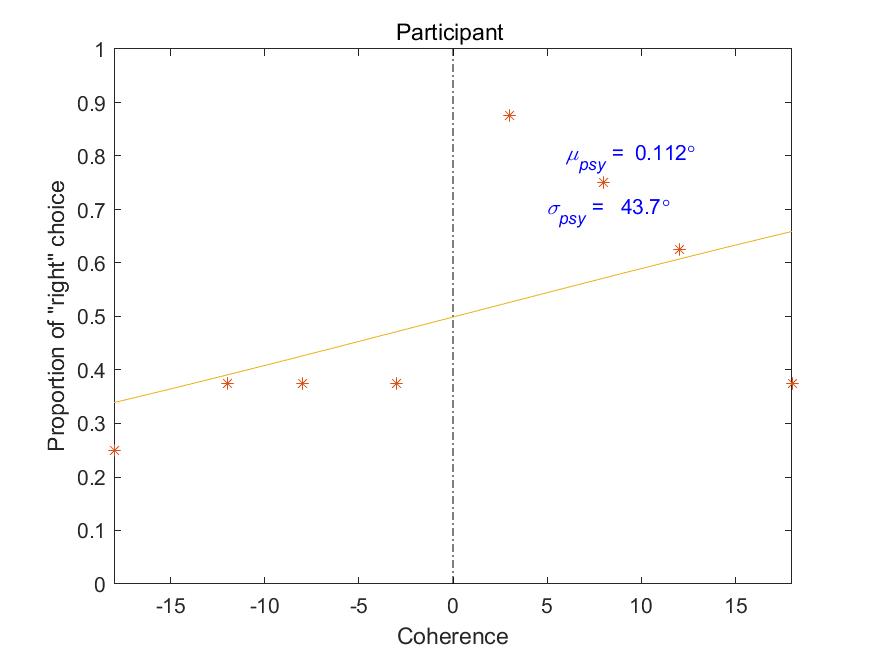 Participant
1
0.9
0.8
0.7
0.6
0.5
0.4
0.3
0.2
0.1
0
Proportion of "right" choice
μpsy = 0.112°
σpsy = 43.7°
-15 -10 -5 0 5 10 15
Coherence